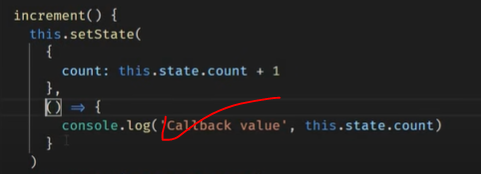 increment() {
this.setState(
{
count: this.state.count + 1
},
() => {
console.log('Callback value', this.state.count)
}
)